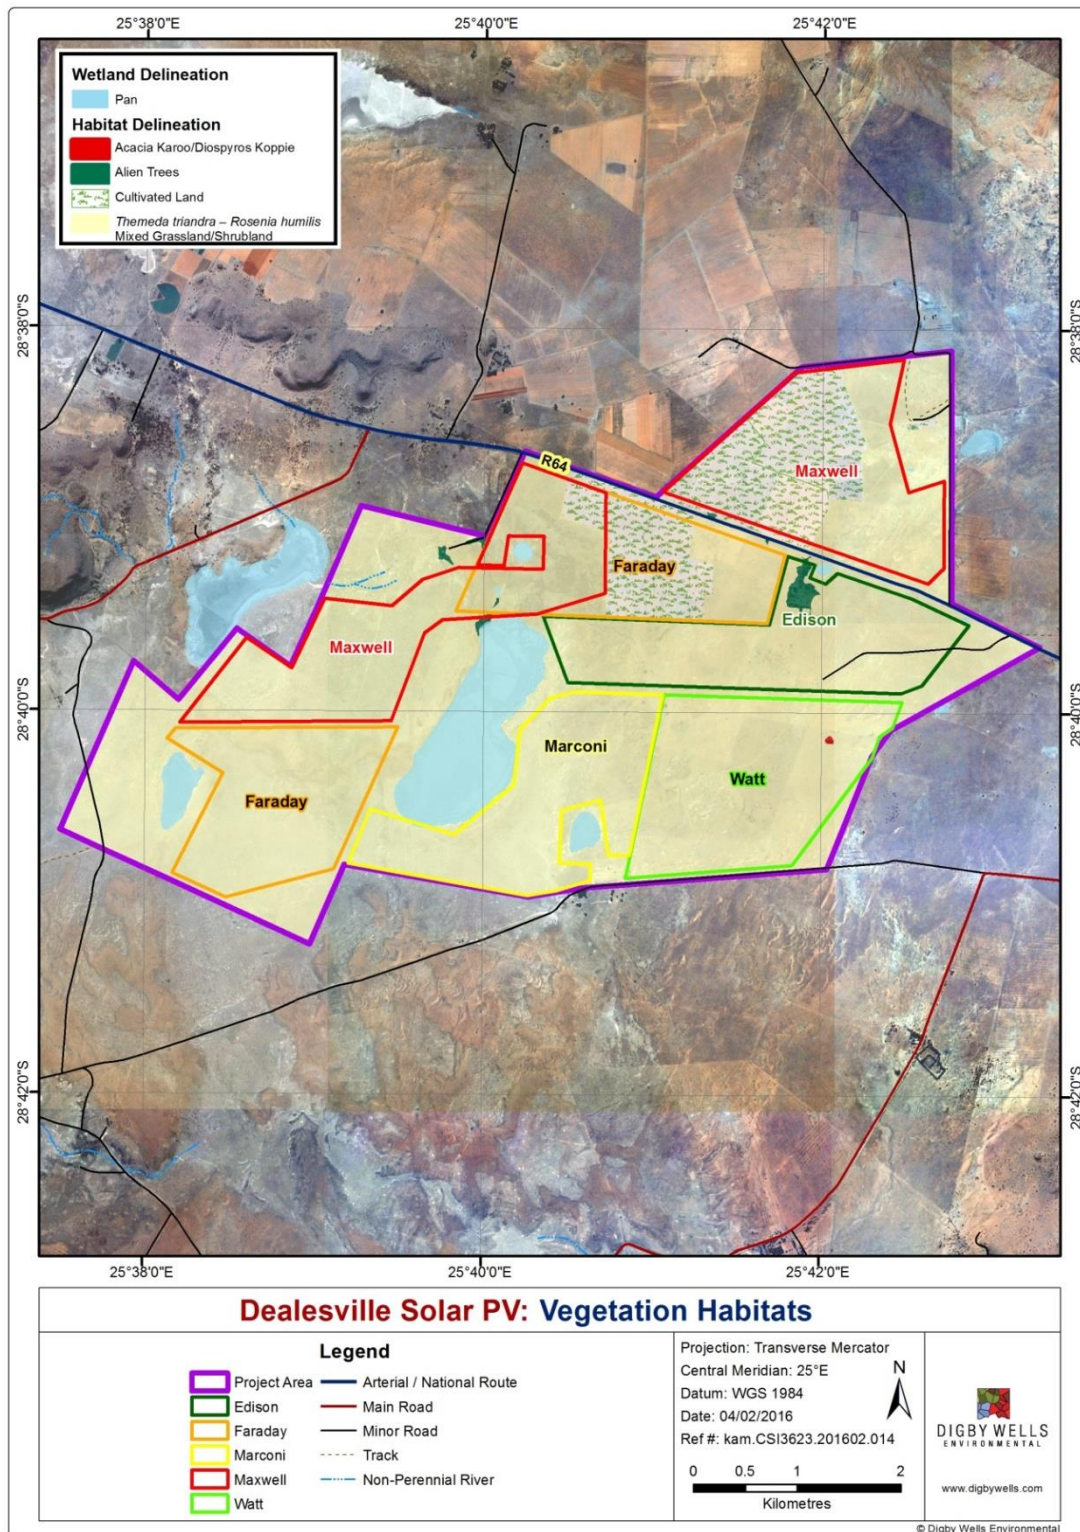 25°38'0"E
25°40'0"E
25°42'0"E
Wetland Delineation
Pan
Habitat Delineation
Acacia Karoo/Diospyros Koppie
Alien Trees
Cultivated Land
Themeda triandra – Rosenia humilis
Mixed Grassland/Shrubland
28°38'0"S
28°38'0"S
R64
Maxwell
Faraday
Edison
Maxwell
28°40'0"S
28°40'0"S
Marconi
Watt
Faraday
28°42'0"S
28°42'0"S
25°38'0"E
25°40'0"E
25°42'0"E
Dealesville Solar PV: Vegetation Habitats
Legend
Project Area
Edison
Faraday
Marconi
Maxwell
Watt
Arterial / National Route
Main Road
Minor Road
Track
Non-Perennial River
Projection: Transverse Mercator
Central Meridian: 25°E
Datum: WGS 1984
Date: 04/02/2016
Ref #: kam.CSI3623.201602.014
N
0 0.5 1 2
Kilometres
DIGBY WELLS
ENVIRONMENTAL
www.digbywells.com
© Digby Wells Environmental